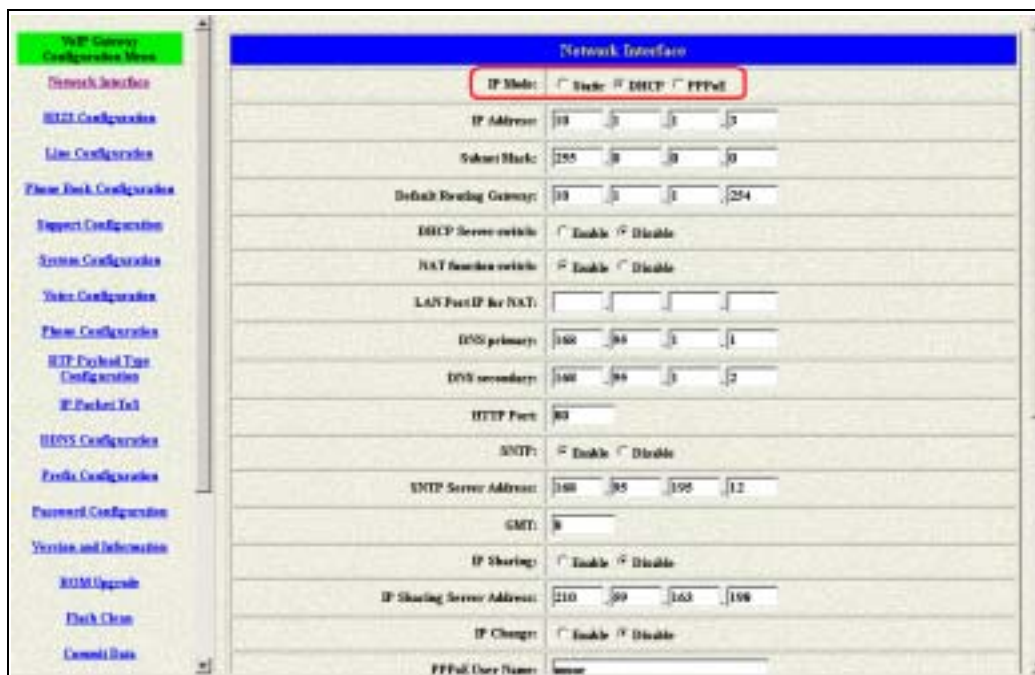 VoIP Gateway
Configuration Menu
Network Interface
H323 Configuration
Line Configuration
Phone Book Configuration
Support Configuration
System Configuration
Voice Configuration
Phone Configuration
RTP Payload Type
Configuration
IP Packet ToS
DDNS Configuration
Prefix Configuration
Password Configuration
Version and Information
ROM Upgrade
Flash Clean
Commit Data
Network Interface
IP Mode: Static DHCP PPPoE
IP Address: 10 . 1 . 1 . 3
Subnet Mask: 255 . 0 . 0 . 0
Default Routing Gateway: 10 . 1 . 1 . 254
DHCP Server switch: Enable Disable
NAT function switch: Enable Disable
LAN Port IP for NAT: . . .
DNS primary: 168 . 95 . 1 . 1
DNS secondary: 168 . 95 . 1 . 2
HTTP Port: 80
SNTP: Enable Disable
SNTP Server Address: 168 . 95 . 195 . 12
GMT: 8
IP Sharing: Enable Disable
IP Sharing Server Address: 210 . 59 . 163 . 198
IP Change: Enable Disable
PPPoE User Name: